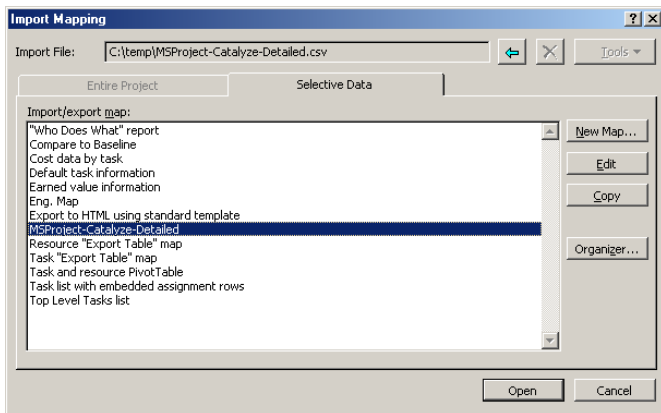 Import Mapping
Import File: C:\temp\MSProject-Catalyze-Detailed.csv Tools
Entire Project Selective Data
Import/export map:
"Who Does What" report
Compare to Baseline
Cost data by task
Default task information
Earned value information
Eng. Map
Export to HTML using standard template
MSProject-Catalyze-Detailed
Resource "Export Table" map
Task "Export Table" map
Task and resource PivotTable
Task list with embedded assignment rows
Top Level Tasks list
New Map...
Edit
Copy
Organizer...
Open Cancel